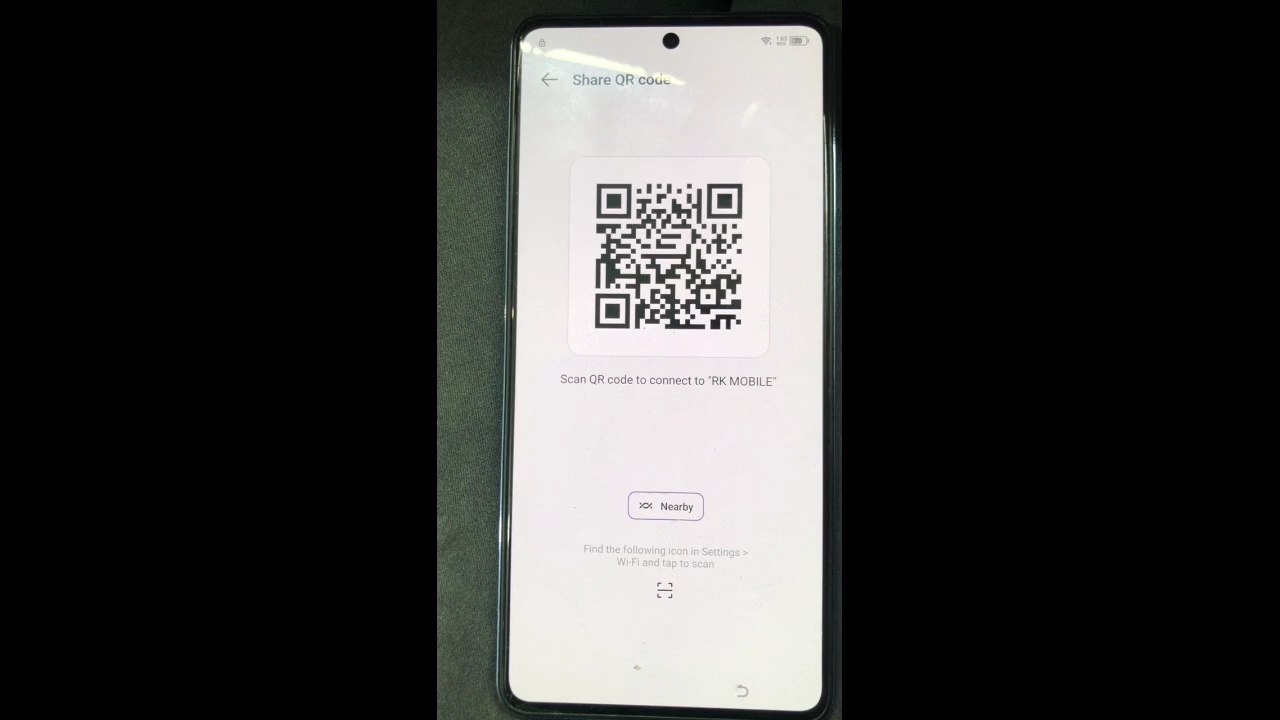 Share QR code
Scan QR code to connect to "RK MOBILE"
Nearby
Find the following icon in Settings >
Wi-Fi and tap to scan